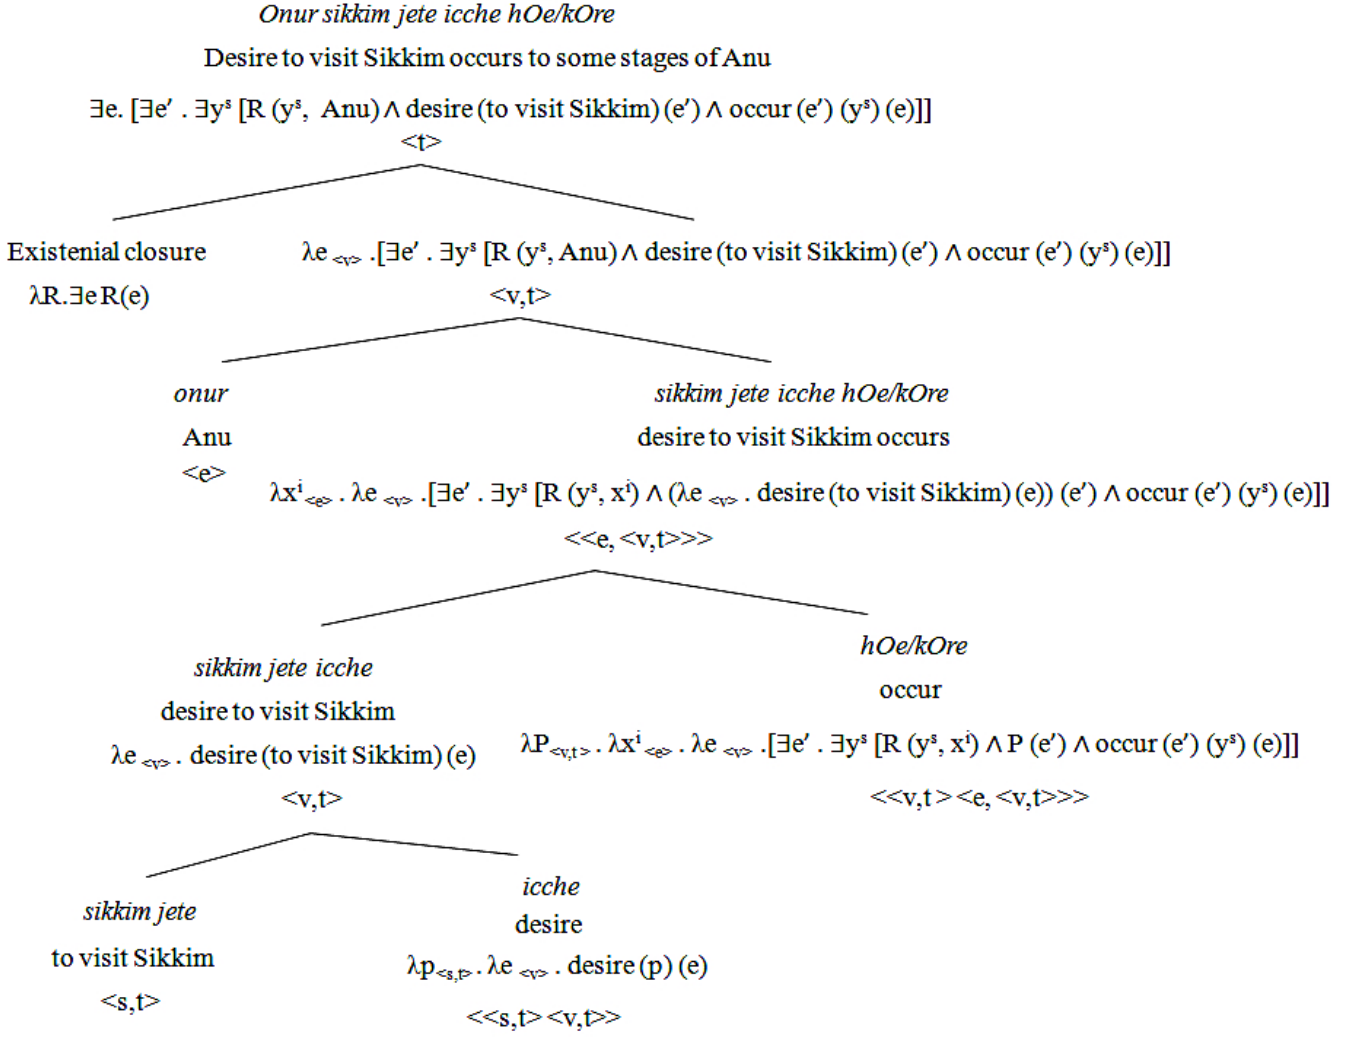 Onur sikkim jete icche hOe/kOre
Desire to visit Sikkim occurs to some stages of Anu
∃e. [∃e′ . ∃yˢ [R (yˢ, Anu) ∧ desire (to visit Sikkim) (e′) ∧ occur (e′) (yˢ) (e)]]
<t>
Existenial closure
λR.∃e R(e)
λe <v> .[∃e′ . ∃yˢ [R (yˢ, Anu) ∧ desire (to visit Sikkim) (e′) ∧ occur (e′) (yˢ) (e)]]
<v,t>
onur
Anu
<e>
sikkim jete icche hOe/kOre
desire to visit Sikkim occurs
λxⁱ<e> . λe <v> .[∃e′ . ∃yˢ [R (yˢ, xⁱ) ∧ (λe <v> . desire (to visit Sikkim) (e)) (e′) ∧ occur (e′) (yˢ) (e)]]
<<e, <v,t>>>
sikkim jete icche
desire to visit Sikkim
λe <v> . desire (to visit Sikkim) (e)
<v,t>
hOe/kOre
occur
λP<v,t> . λxⁱ<e> . λe <v> .[∃e′ . ∃yˢ [R (yˢ, xⁱ) ∧ P (e′) ∧ occur (e′) (yˢ) (e)]]
<<v,t><e, <v,t>>>
sikkim jete
to visit Sikkim
<s,t>
icche
desire
λp<s,t>. λe <v> . desire (p) (e)
<<s,t><v,t>>